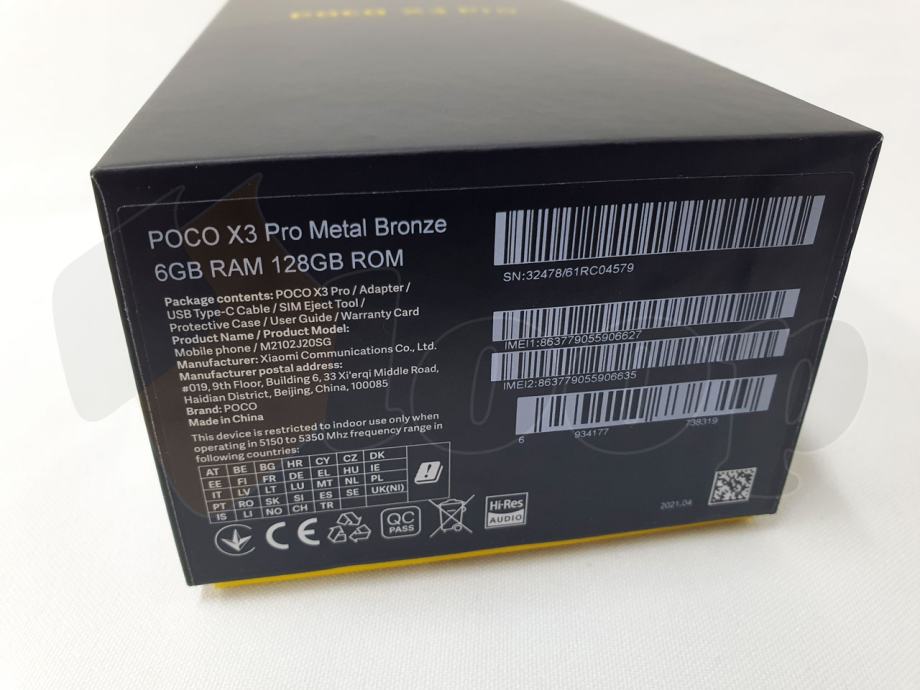 POCO X3 Pro
POCO X3 Pro Metal Bronze
6GB RAM 128GB ROM
Package contents: POCO X3 Pro / Adapter /
USB Type-C Cable / SIM Eject Tool /
Protective Case / User Guide / Warranty Card
Product Name / Product Model:
Mobile phone / M2102J20SG
Manufacturer: Xiaomi Communications Co., Ltd.
Manufacturer postal address:
#019, 9th Floor, Building 6, 33 Xi'erqi Middle Road,
Haidian District, Beijing, China, 100085
Brand: POCO
Made in China
This device is restricted to indoor use only when
operating in 5150 to 5350 Mhz frequency range in
following countries:
AT BE BG HR CY CZ DK
EE FI FR DE EL HU IE
IT LV LT LU MT NL PL
PT RO SK SI ES SE UK(NI)
IS LI NO CH TR
CE
QC
PASS
Hi-Res
AUDIO
SN:32478/61RC04579
IMEI1:863779055906627
IMEI2:863779055906635
6 934177 738319
2021.04